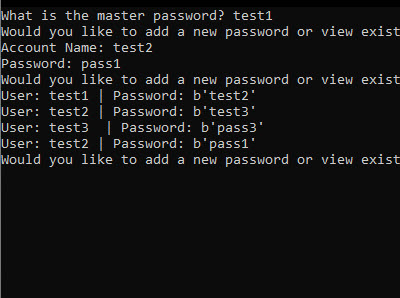 What is the master password? test1
Would you like to add a new password or view exist
Account Name: test2
Password: pass1
Would you like to add a new password or view exist
User: test1 | Password: b'test2'
User: test2 | Password: b'test3'
User: test3  | Password: b'pass3'
User: test2 | Password: b'pass1'
Would you like to add a new password or view exist